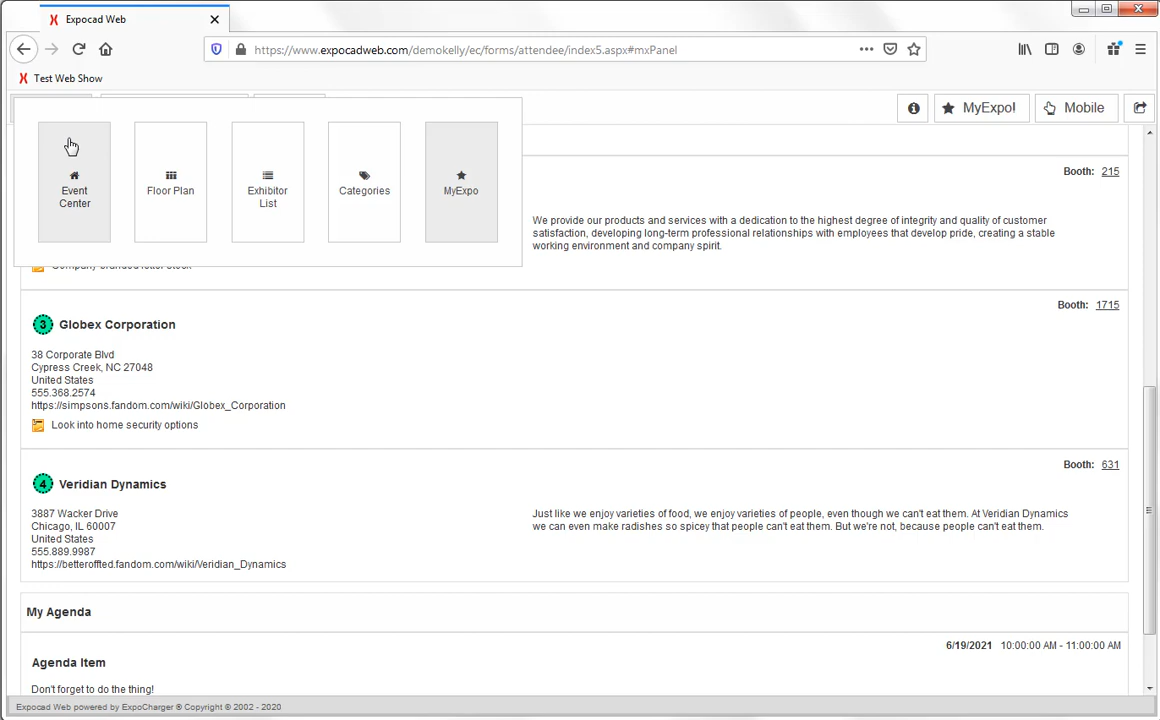 Expocad Web
https://www.expocadweb.com/demokelly/ec/forms/attendee/index5.aspx#mxPanel
Test Web Show
MyExpo!
Mobile
Event
Center
Floor Plan
Exhibitor
List
Categories
MyExpo
Booth: 215
We provide our products and services with a dedication to the highest degree of integrity and quality of customer
satisfaction, developing long-term professional relationships with employees that develop pride, creating a stable
working environment and company spirit.
Company branded letter stock
Booth: 1715
3 Globex Corporation
38 Corporate Blvd
Cypress Creek, NC 27048
United States
555.368.2574
https://simpsons.fandom.com/wiki/Globex_Corporation
Look into home security options
Booth: 631
4 Veridian Dynamics
3887 Wacker Drive
Chicago, IL 60007
United States
555.889.9987
https://betteroffted.fandom.com/wiki/Veridian_Dynamics
Just like we enjoy varieties of food, we enjoy varieties of people, even though we can't eat them. At Veridian Dynamics
we can even make radishes so spicey that people can't eat them. But we're not, because people can't eat them.
My Agenda
6/19/2021 10:00:00 AM - 11:00:00 AM
Agenda Item
Don't forget to do the thing!
Expocad Web powered by ExpoCharger ® Copyright © 2002 - 2020